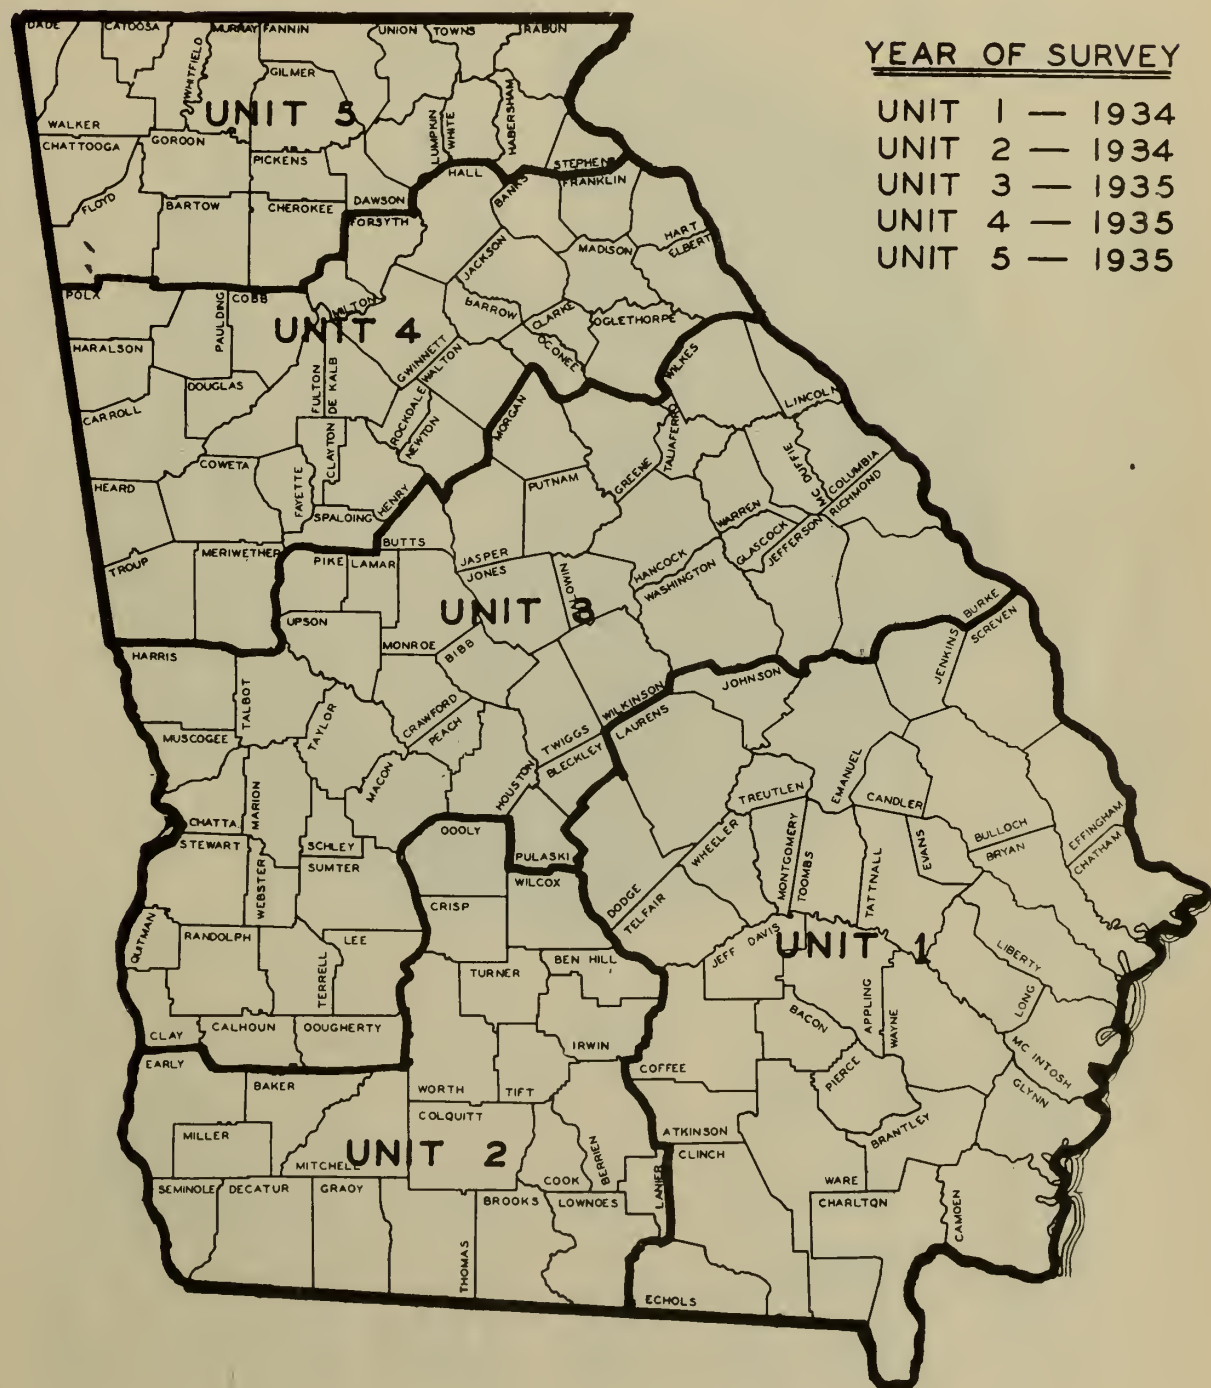 YEAR OF SURVEY
UNIT 1 — 1934
UNIT 2 — 1934
UNIT 3 — 1935
UNIT 4 — 1935
UNIT 5 — 1935
DADE
CATOOSA
MURRAY
FANNIN
UNION
TOWNS
RABUN
WHITFIELD
GILMER
UNIT 5
WALKER
CHATTOOGA
GORDON
PICKENS
LUMPKIN
WHITE
HABERSHAM
STEPHENS
HALL
BANKS
FRANKLIN
FLOYD
BARTOW
CHEROKEE
DAWSON
FORSYTH
HART
ELBERT
MADISON
JACKSON
POLK
PAULDING
COBB
MILTON
UNIT 4
BARROW
CLARKE
OGLETHORPE
OCONEE
HARALSON
DOUGLAS
FULTON
DE KALB
GWINNETT
WALTON
WILKES
LINCOLN
CARROLL
CLAYTON
ROCKDALE
NEWTON
MORGAN
GREENE
TALIAFERRO
MC DUFFIE
COLUMBIA
RICHMOND
HEARD
COWETA
FAYETTE
SPALDING
HENRY
PUTNAM
WARREN
GLASCOCK
JEFFERSON
TROUP
MERIWETHER
PIKE
LAMAR
BUTTS
JASPER
JONES
BALDWIN
HANCOCK
WASHINGTON
UNIT 3
UPSON
MONROE
BIBB
BURKE
SCREVEN
JENKINS
HARRIS
TALBOT
TAYLOR
CRAWFORD
PEACH
TWIGGS
BLECKLEY
WILKINSON
LAURENS
JOHNSON
MUSCOGEE
MARION
MACON
HOUSTON
TREUTLEN
EMANUEL
CANDLER
BULLOCH
BRYAN
EFFINGHAM
CHATHAM
CHATTA
STEWART
WEBSTER
SCHLEY
SUMTER
DOOLY
PULASKI
WILCOX
DODGE
TELFAIR
WHEELER
MONTGOMERY
TOOMBS
TATTNALL
EVANS
QUITMAN
RANDOLPH
TERRELL
LEE
CRISP
TURNER
BEN HILL
JEFF DAVIS
UNIT 1
LIBERTY
LONG
CLAY
CALHOUN
DOUGHERTY
IRWIN
BACON
APPLING
WAYNE
MC INTOSH
GLYNN
EARLY
BAKER
WORTH
TIFT
COFFEE
PIERCE
BRANTLEY
MILLER
MITCHELL
UNIT 2
COLQUITT
COOK
BERRIEN
LANIER
ATKINSON
CLINCH
WARE
CHARLTON
CAMDEN
SEMINOLE
DECATUR
GRADY
THOMAS
BROOKS
LOWNDES
ECHOLS